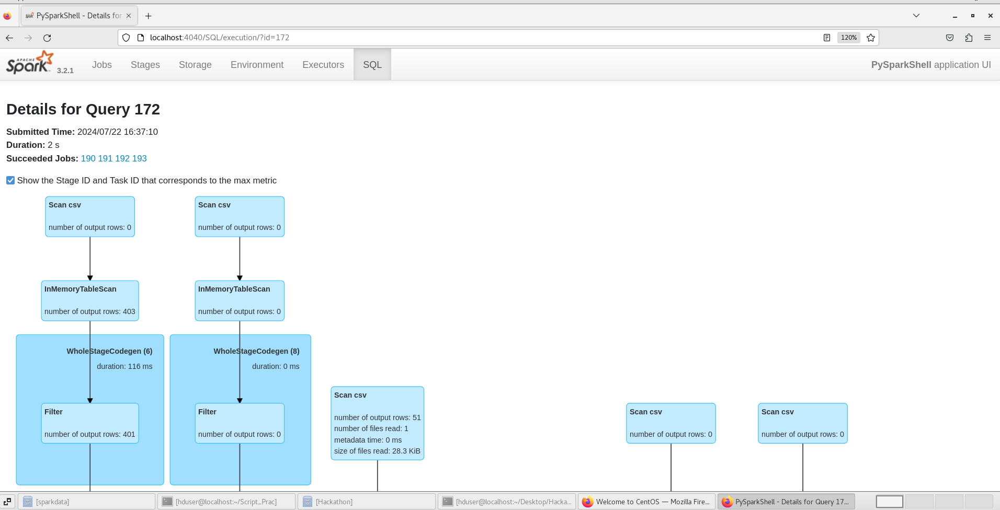 PySparkShell - Details for
localhost:4040/SQL/execution/?id=172
120%
APACHE
Spark 3.2.1
Jobs
Stages
Storage
Environment
Executors
SQL
PySparkShell application UI
Details for Query 172
Submitted Time: 2024/07/22 16:37:10
Duration: 2 s
Succeeded Jobs: 190 191 192 193
Show the Stage ID and Task ID that corresponds to the max metric
Scan csv
number of output rows: 0
Scan csv
number of output rows: 0
InMemoryTableScan
number of output rows: 403
InMemoryTableScan
number of output rows: 0
WholeStageCodegen (6)
duration: 116 ms
WholeStageCodegen (8)
duration: 0 ms
Filter
number of output rows: 401
Filter
number of output rows: 0
Scan csv
number of output rows: 51
number of files read: 1
metadata time: 0 ms
size of files read: 28.3 KiB
Scan csv
number of output rows: 0
Scan csv
number of output rows: 0
[sparkdata]
[hduser@localhost:~/Script_Prac]
[Hackathon]
[hduser@localhost:~/Desktop/Hacka...
Welcome to CentOS — Mozilla Fire...
PySparkShell - Details for Query 17...